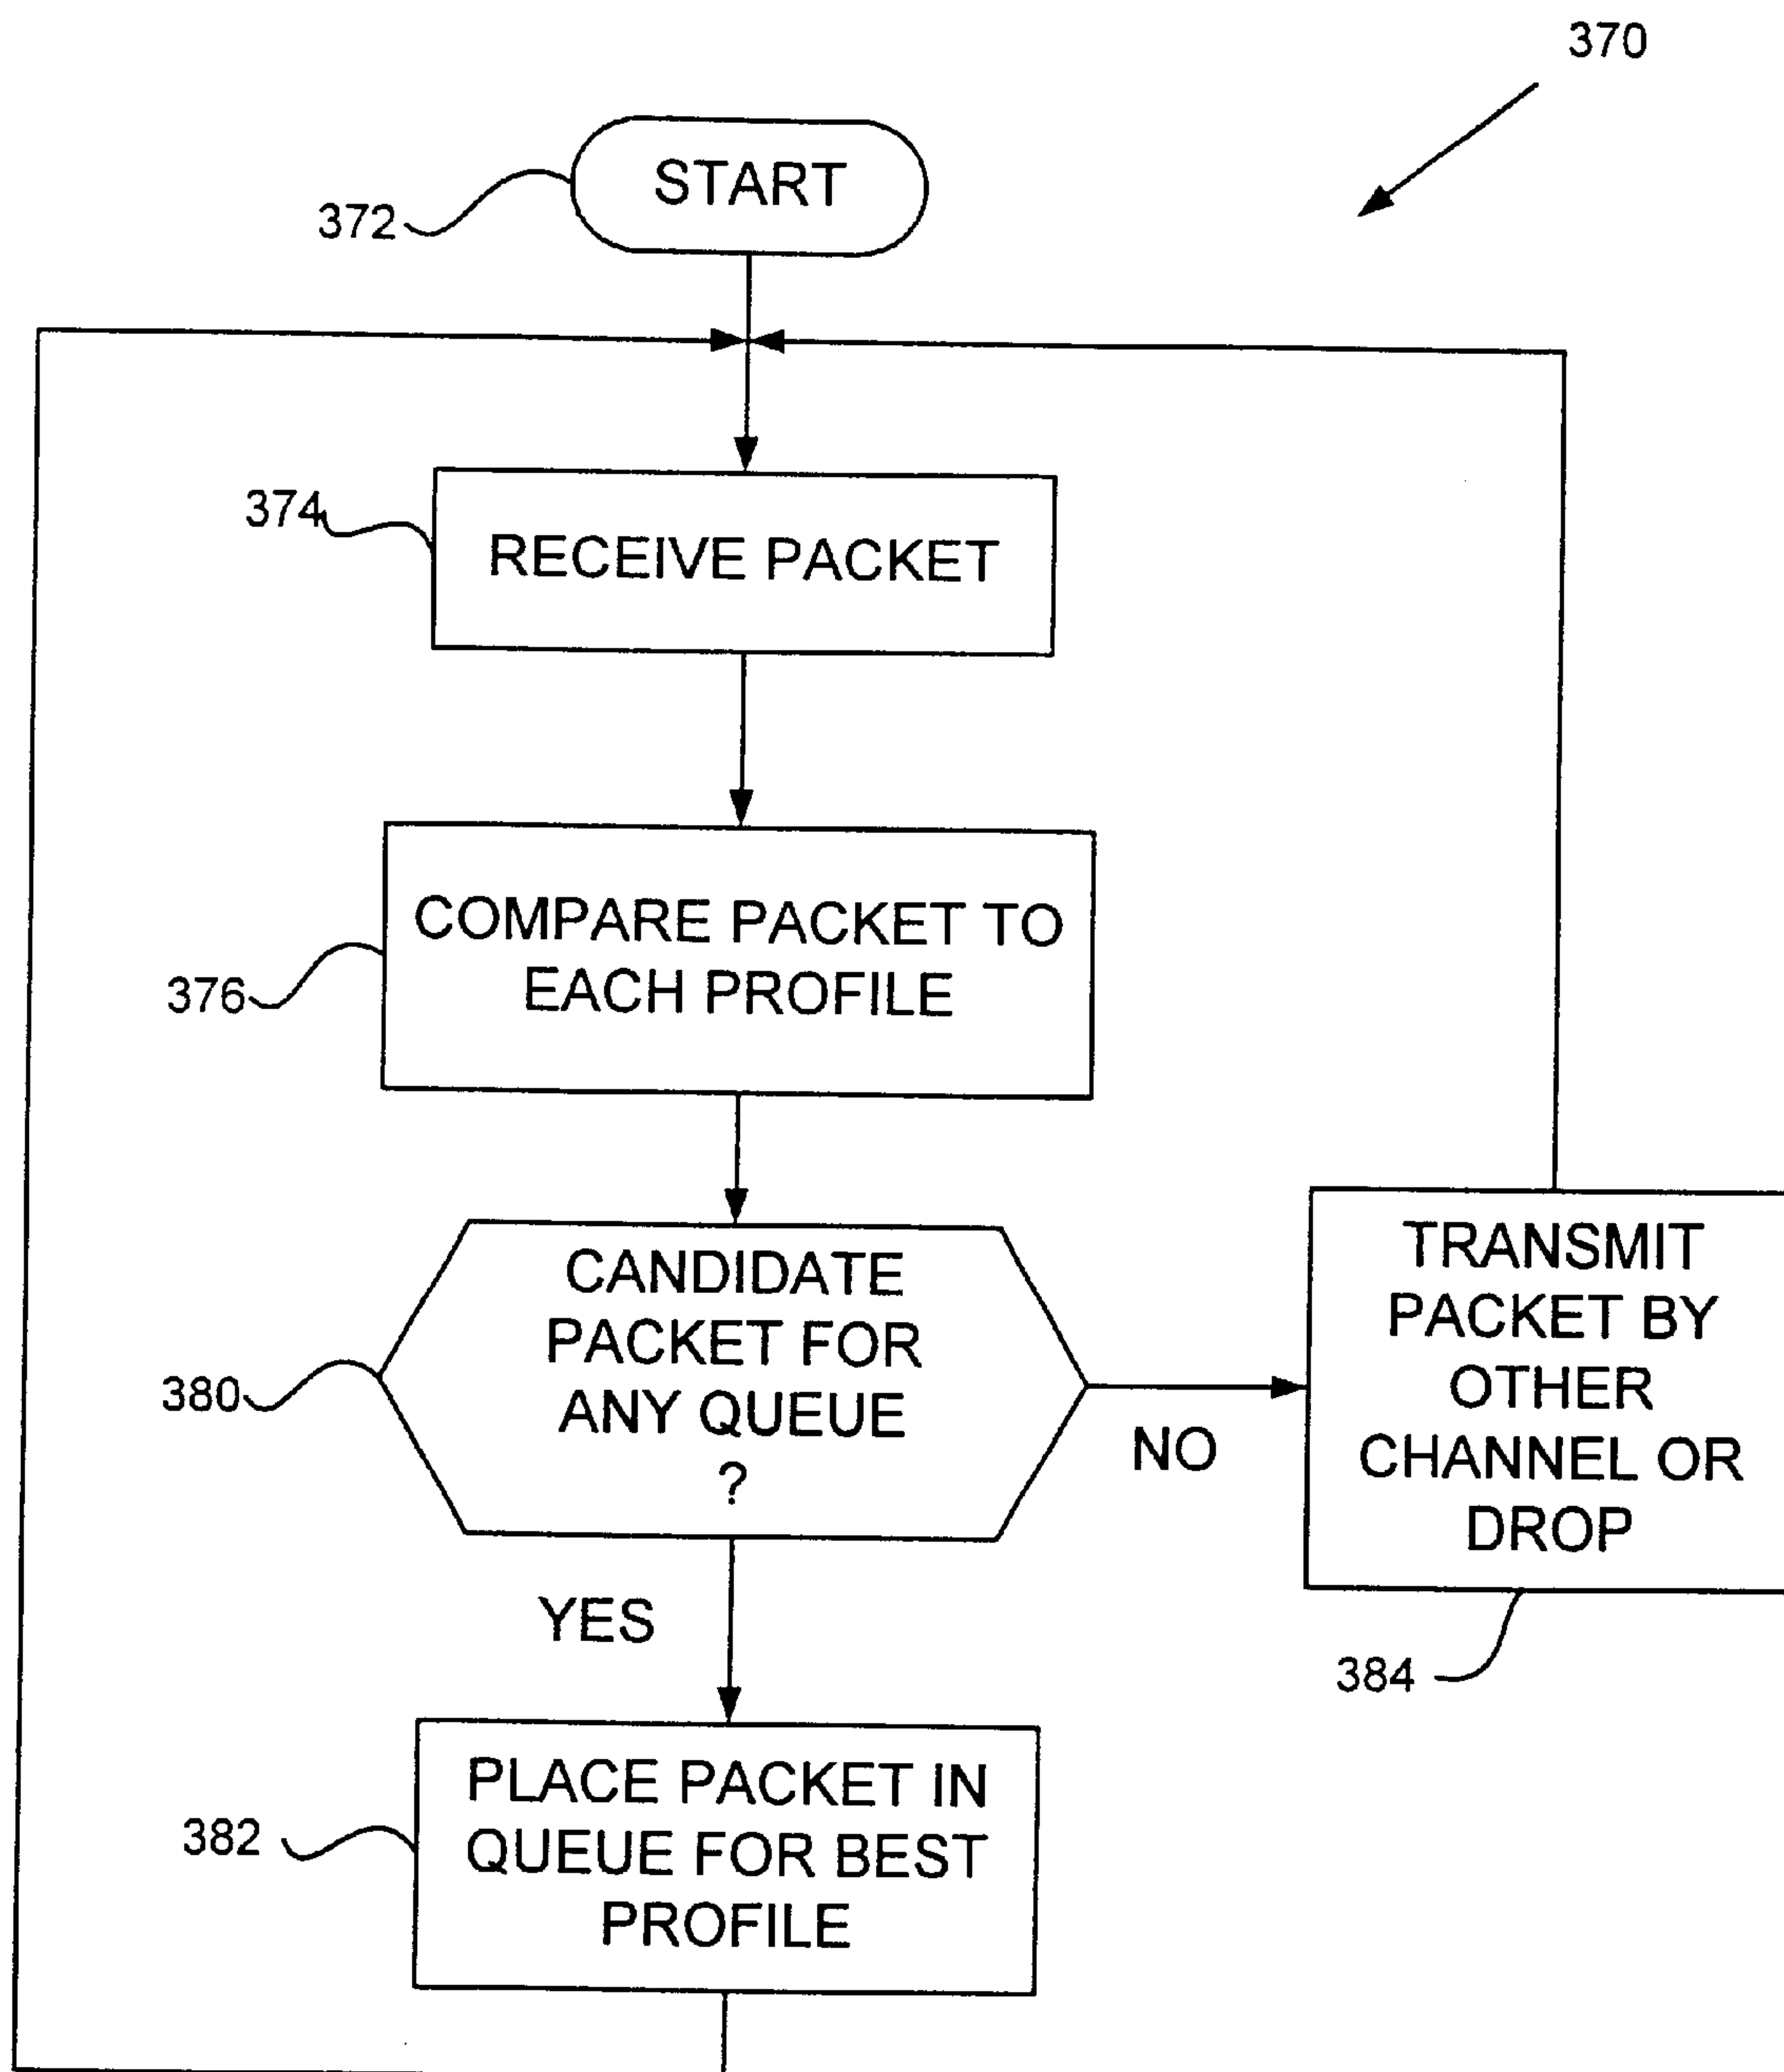 370
START
372
374
RECEIVE PACKET
COMPARE PACKET TO
EACH PROFILE
376
CANDIDATE
PACKET FOR
ANY QUEUE
?
380
NO
TRANSMIT
PACKET BY
OTHER
CHANNEL OR
DROP
384
YES
PLACE PACKET IN
QUEUE FOR BEST
PROFILE
382